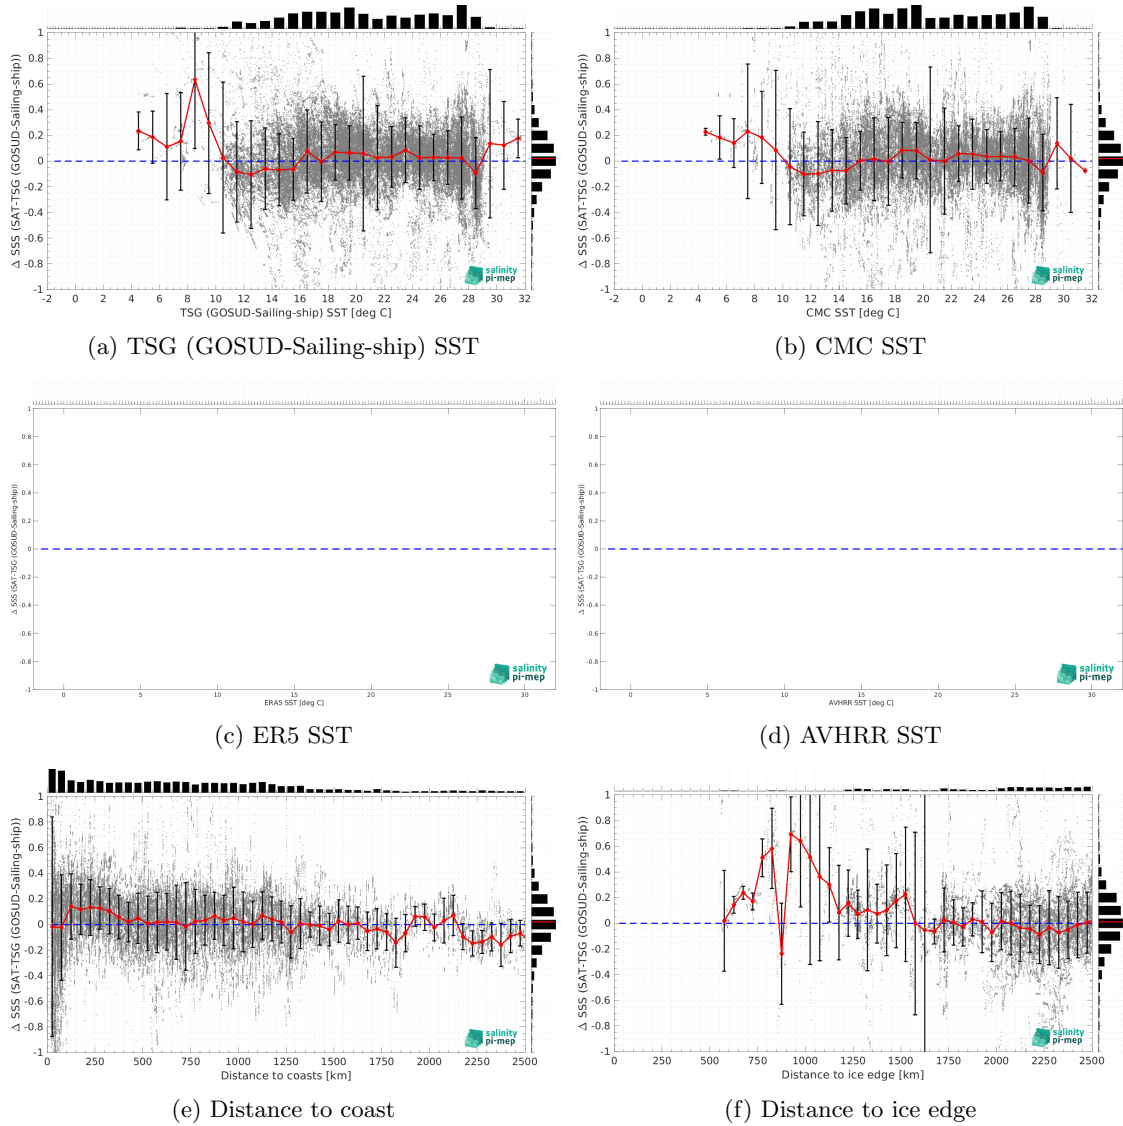 1
0.8
0.6
0.4
0.2
0
-0.2
-0.4
-0.6
-0.8
-1
Δ SSS (SAT-TSG (GOSUD-Sailing-ship))
-2 0 2 4 6 8 10 12 14 16 18 20 22 24 26 28 30 32
TSG (GOSUD-Sailing-ship) SST [deg C]
salinity
pi-mep
(a) TSG (GOSUD-Sailing-ship) SST
1
0.8
0.6
0.4
0.2
0
-0.2
-0.4
-0.6
-0.8
-1
Δ SSS (SAT-TSG (GOSUD-Sailing-ship))
-2 0 2 4 6 8 10 12 14 16 18 20 22 24 26 28 30 32
CMC SST [deg C]
salinity
pi-mep
(b) CMC SST
1
0.8
0.6
0.4
0.2
0
-0.2
-0.4
-0.6
-0.8
-1
Δ SSS (SAT-TSG (GOSUD-Sailing-ship))
0 5 10 15 20 25 30
ERA5 SST [deg C]
salinity
pi-mep
(c) ER5 SST
1
0.8
0.6
0.4
0.2
0
-0.2
-0.4
-0.6
-0.8
-1
Δ SSS (SAT-TSG (GOSUD-Sailing-ship))
0 5 10 15 20 25 30
AVHRR SST [deg C]
salinity
pi-mep
(d) AVHRR SST
1
0.8
0.6
0.4
0.2
0
-0.2
-0.4
-0.6
-0.8
-1
Δ SSS (SAT-TSG (GOSUD-Sailing-ship))
0 250 500 750 1000 1250 1500 1750 2000 2250 2500
Distance to coasts [km]
salinity
pi-mep
(e) Distance to coast
1
0.8
0.6
0.4
0.2
0
-0.2
-0.4
-0.6
-0.8
-1
Δ SSS (SAT-TSG (GOSUD-Sailing-ship))
0 250 500 750 1000 1250 1500 1750 2000 2250 2500
Distance to ice edge [km]
salinity
pi-mep
(f) Distance to ice edge